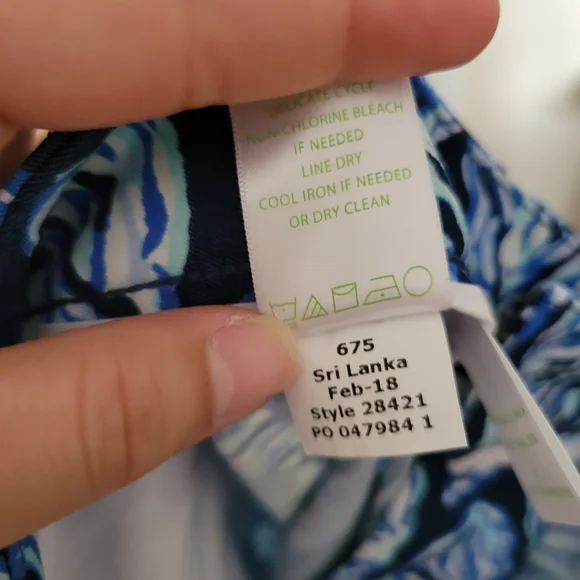 DELICATE CYCLE
NON-CHLORINE BLEACH
IF NEEDED
LINE DRY
COOL IRON IF NEEDED
OR DRY CLEAN
675
Sri Lanka
Feb-18
Style 28421
PO 047984 1